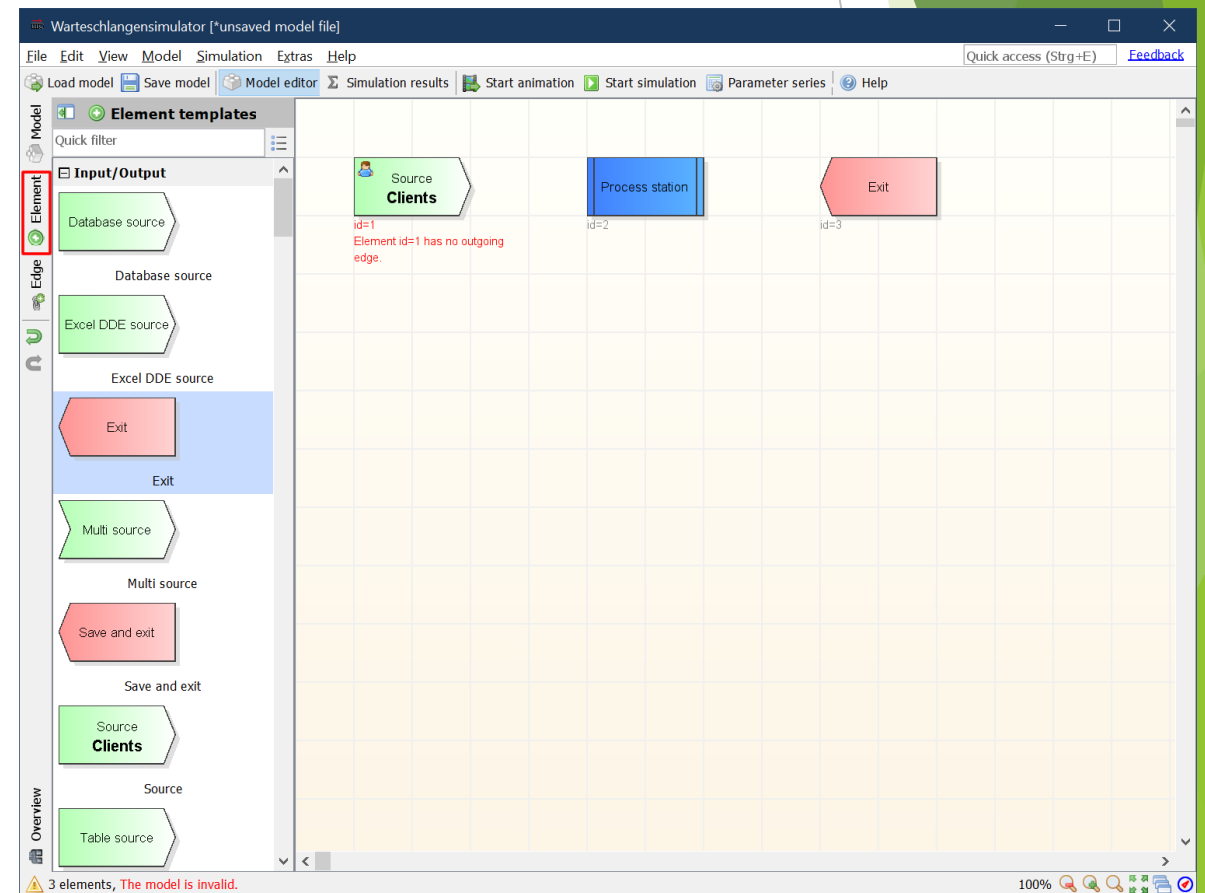 Warteschlangensimulator [*unsaved model file]
File Edit View Model Simulation Extras Help
Quick access (Strg+E) Feedback
Load model Save model Model editor Σ Simulation results Start animation Start simulation Parameter series Help
Model
Element
Edge
Overview
Element templates
Quick filter
Input/Output
Database source
Database source
Excel DDE source
Excel DDE source
Exit
Exit
Multi source
Multi source
Save and exit
Save and exit
Source
Clients
Source
Table source
Source
Clients
id=1
Element id=1 has no outgoing
edge.
Process station
id=2
Exit
id=3
3 elements, The model is invalid.
100%